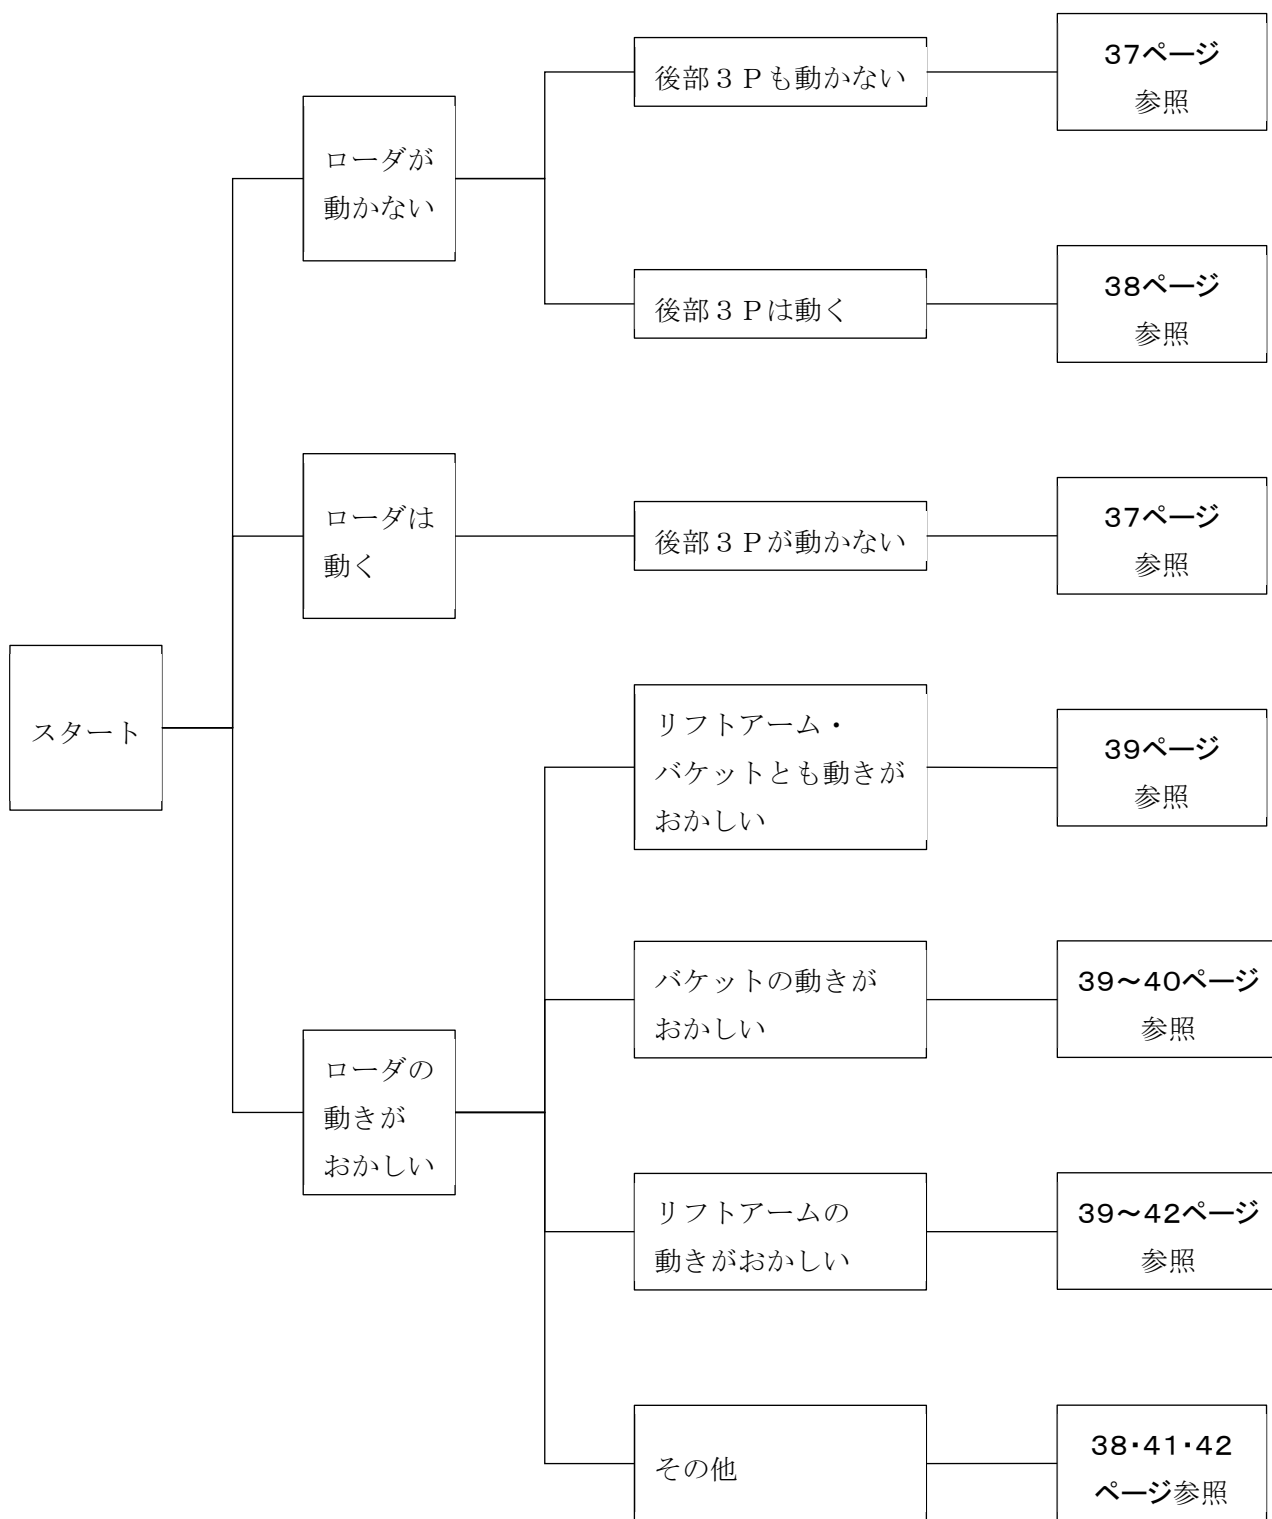 スタート
ローダが
動かない
後部３Ｐも動かない
37ページ
参照
後部３Ｐは動く
38ページ
参照
ローダは
動く
後部３Ｐが動かない
37ページ
参照
ローダの
動きが
おかしい
リフトアーム・
バケットとも動きが
おかしい
39ページ
参照
バケットの動きが
おかしい
39～40ページ
参照
リフトアームの
動きがおかしい
39～42ページ
参照
その他
38・41・42
ページ参照